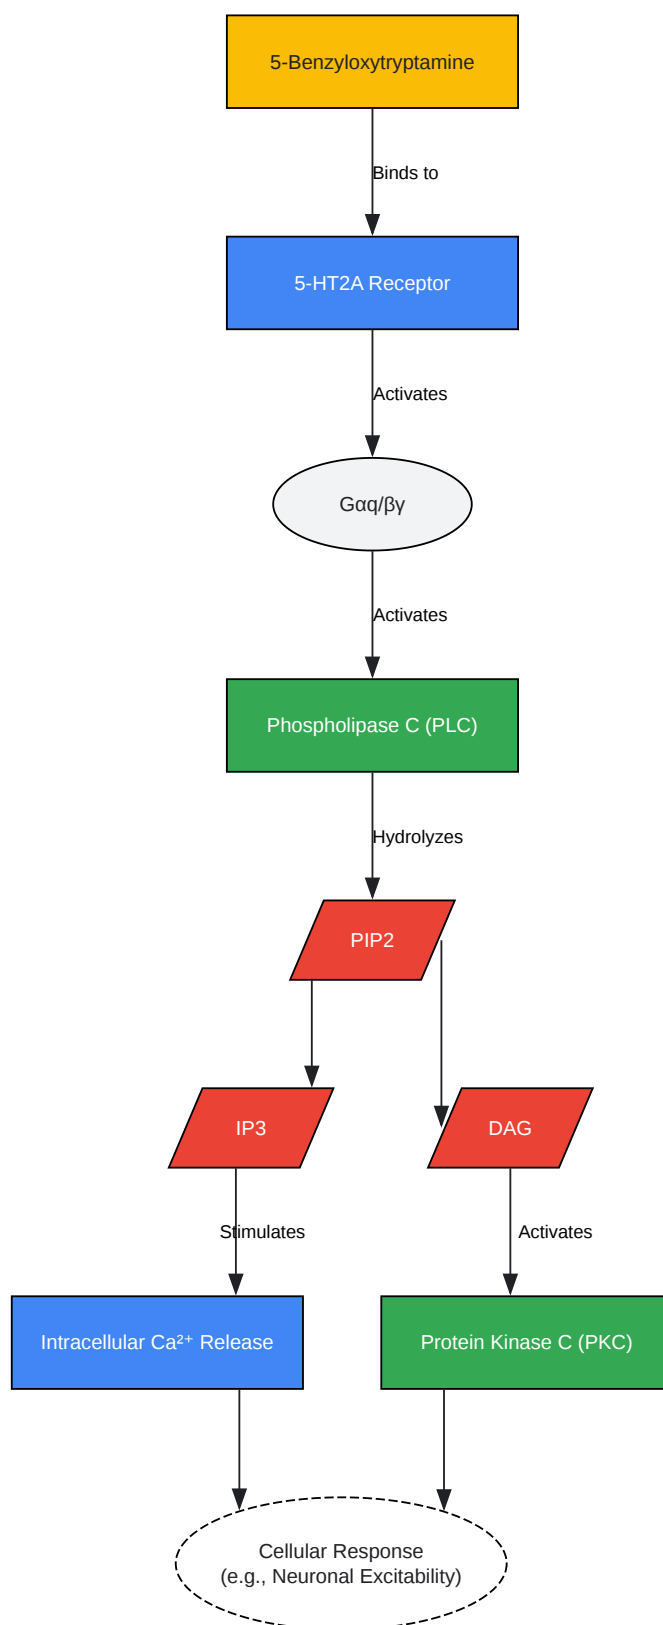 5-Benzyloxytryptamine
Binds to
5-HT2A Receptor
Activates
Gαq/βγ
Activates
Phospholipase C (PLC)
Hydrolyzes
PIP2
IP3
DAG
Stimulates
Activates
Intracellular Ca²⁺ Release
Protein Kinase C (PKC)
Cellular Response
(e.g., Neuronal Excitability)